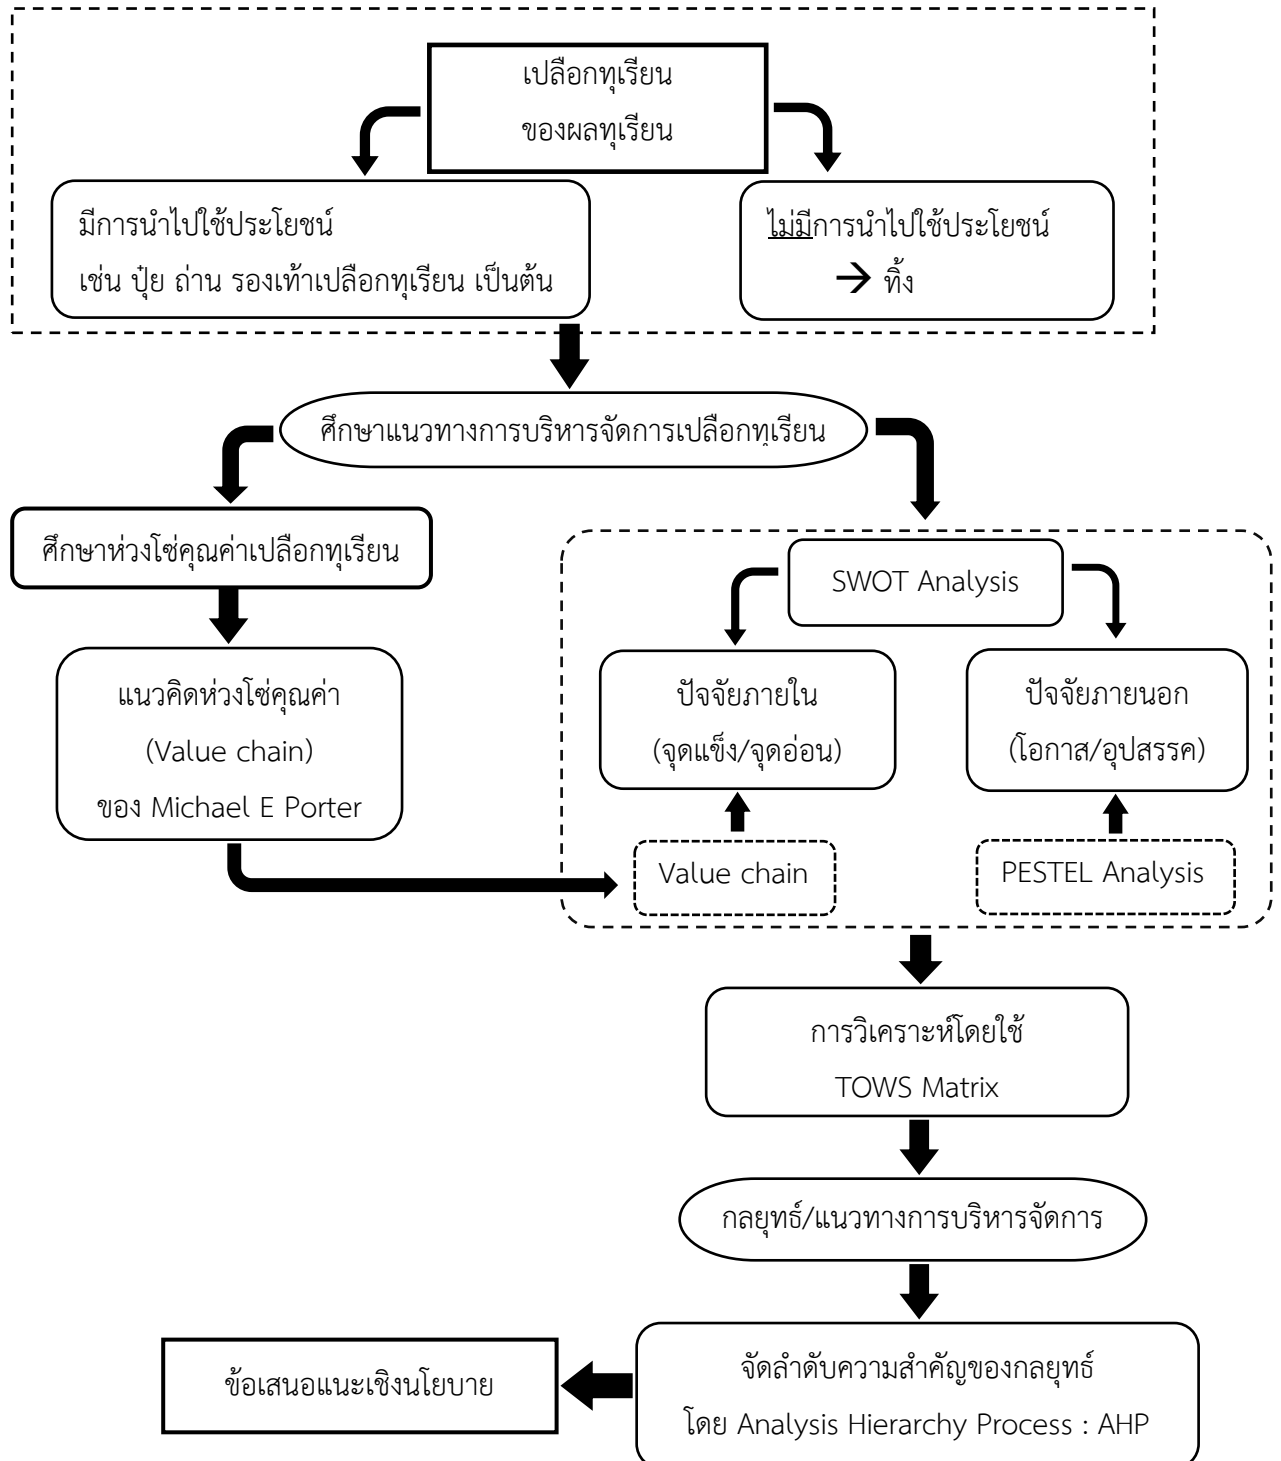 เปลือกทุเรียน
ของผลทุเรียน
มีการนำไปใช้ประโยชน์
เช่น ปุ๋ย ถ่าน รองเท้าเปลือกทุเรียน เป็นต้น
ไม่มีการนำไปใช้ประโยชน์
→ ทิ้ง
ศึกษาแนวทางการบริหารจัดการเปลือกทุเรียน
ศึกษาห่วงโซ่คุณค่าเปลือกทุเรียน
แนวคิดห่วงโซ่คุณค่า
(Value chain)
ของ Michael E Porter
SWOT Analysis
ปัจจัยภายใน
(จุดแข็ง/จุดอ่อน)
ปัจจัยภายนอก
(โอกาส/อุปสรรค)
Value chain
PESTEL Analysis
การวิเคราะห์โดยใช้
TOWS Matrix
กลยุทธ์/แนวทางการบริหารจัดการ
จัดลำดับความสำคัญของกลยุทธ์
โดย Analysis Hierarchy Process : AHP
ข้อเสนอแนะเชิงนโยบาย